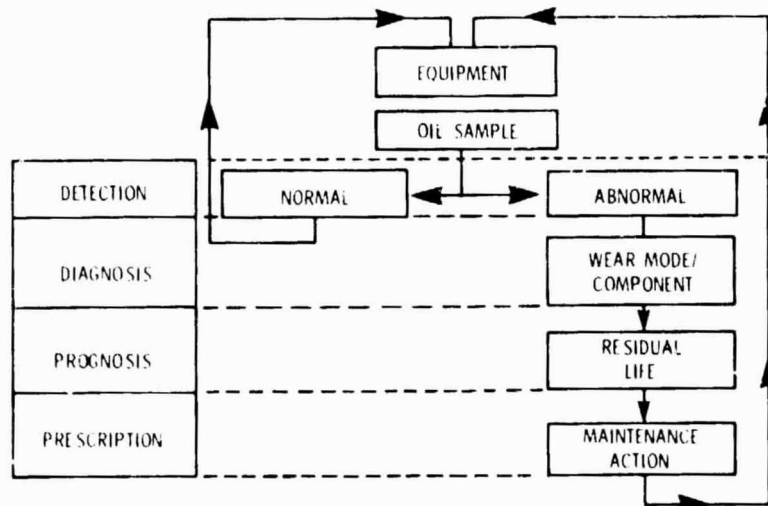 EQUIPMENT
OIL SAMPLE
DETECTION
NORMAL
ABNORMAL
DIAGNOSIS
WEAR MODE/
COMPONENT
PROGNOSIS
RESIDUAL
LIFE
PRESCRIPTION
MAINTENANCE
ACTION